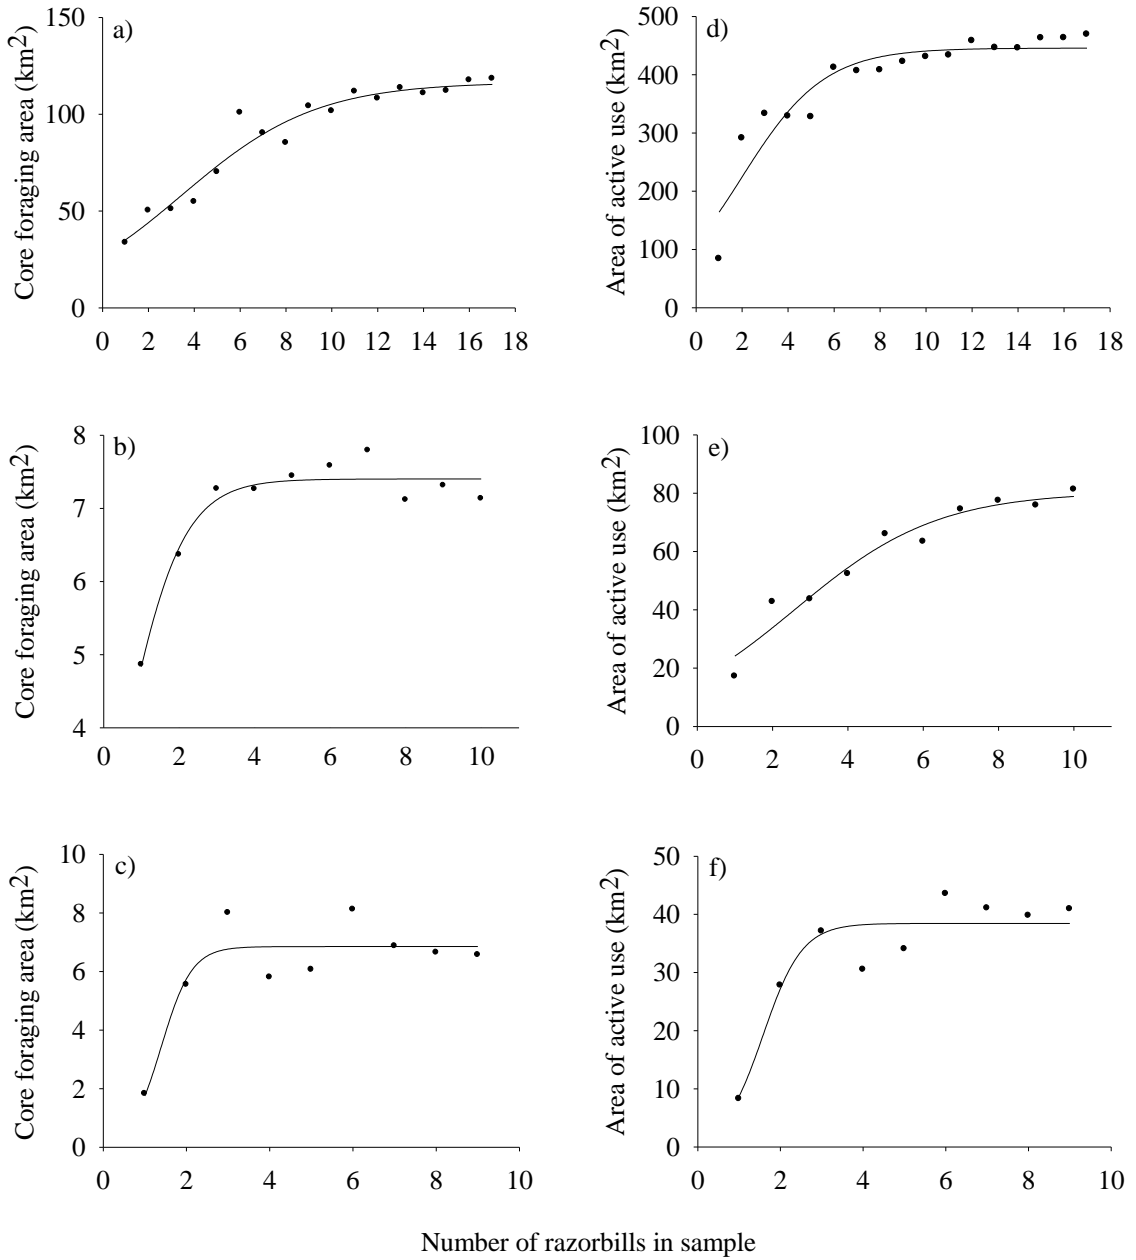 a)
Core foraging area (km2)
150
100
50
0
0 2 4 6 8 10 12 14 16 18
d)
Area of active use (km2)
500
400
300
200
100
0
0 2 4 6 8 10 12 14 16 18
b)
Core foraging area (km2)
8
7
6
5
4
0 2 4 6 8 10
e)
Area of active use (km2)
100
80
60
40
20
0
0 2 4 6 8 10
c)
Core foraging area (km2)
10
8
6
4
2
0
0 2 4 6 8 10
f)
Area of active use (km2)
50
40
30
20
10
0
0 2 4 6 8 10
Number of razorbills in sample